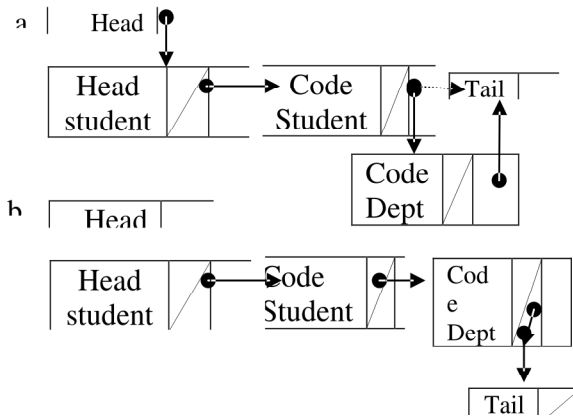 a Head
Head
student
Code
Student
Tail
Code
Dept
b
Head
Head
student
Code
Student
Cod
e
Dept
Tail